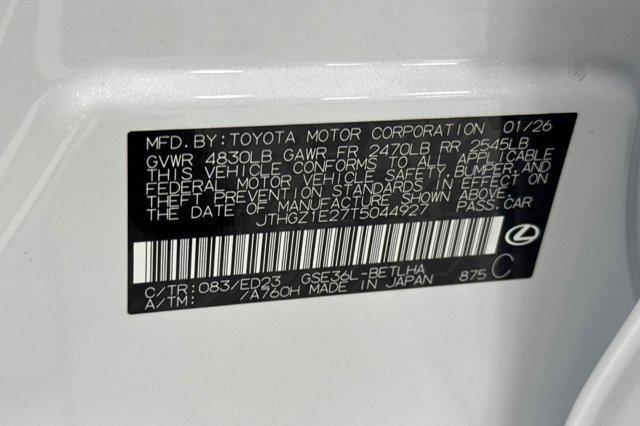 MFD. BY: TOYOTA MOTOR CORPORATION 01/26
GVWR 4830LB GAWR FR 2470LB RR 2545LB
THIS VEHICLE CONFORMS TO ALL APPLICABLE
FEDERAL MOTOR VEHICLE SAFETY, BUMPER, AND
THEFT PREVENTION STANDARDS IN EFFECT ON
THE DATE OF MANUFACTURE SHOWN ABOVE.
JTHGZ1E27T5044927 PASS.CAR
C/TR: 083/ED23 GSE36L-BETLHA 875 C
A/TM: /A760H MADE IN JAPAN